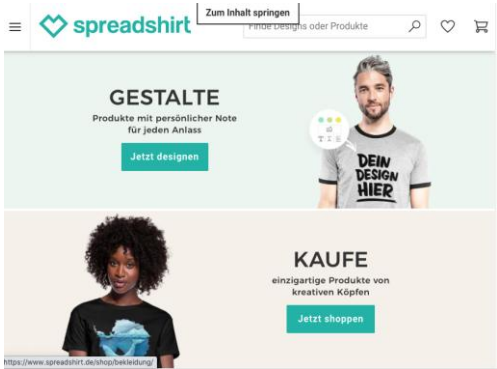 Zum Inhalt springen
spreadshirt
Finde Designs oder Produkte
GESTALTE
Produkte mit persönlicher Note
für jeden Anlass
Jetzt designen
DEIN
DESIGN
HIER
KAUFE
einzigartige Produkte von
kreativen Köpfen
Jetzt shoppen
https://www.spreadshirt.de/shop/bekleidung/